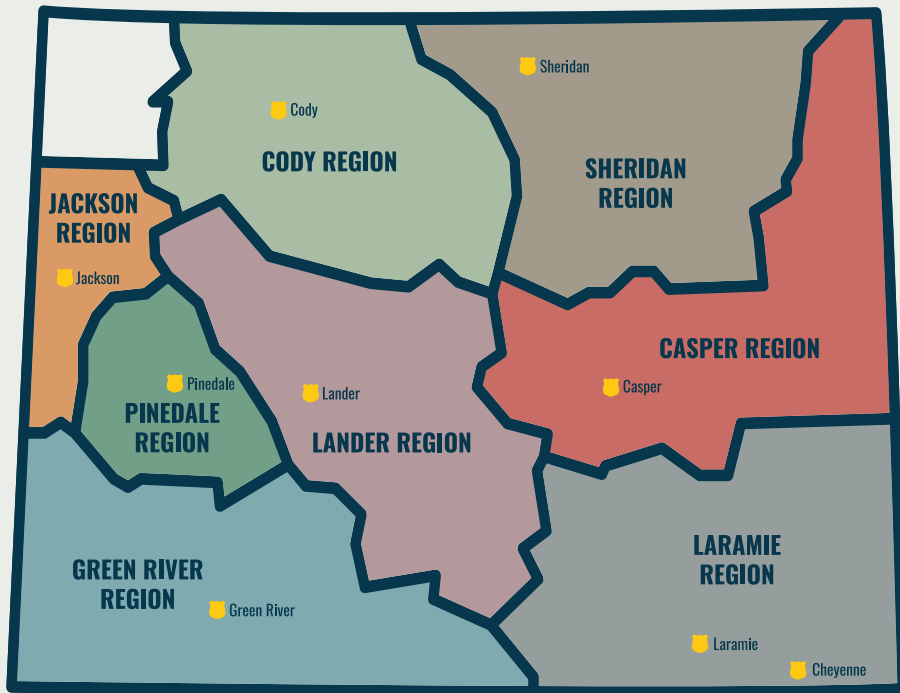 Sheridan
Cody
CODY REGION
SHERIDAN
REGION
JACKSON
REGION
Jackson
CASPER REGION
Pinedale
Lander
Casper
PINEDALE
REGION
LANDER REGION
LARAMIE
REGION
GREEN RIVER
REGION
Green River
Laramie
Cheyenne